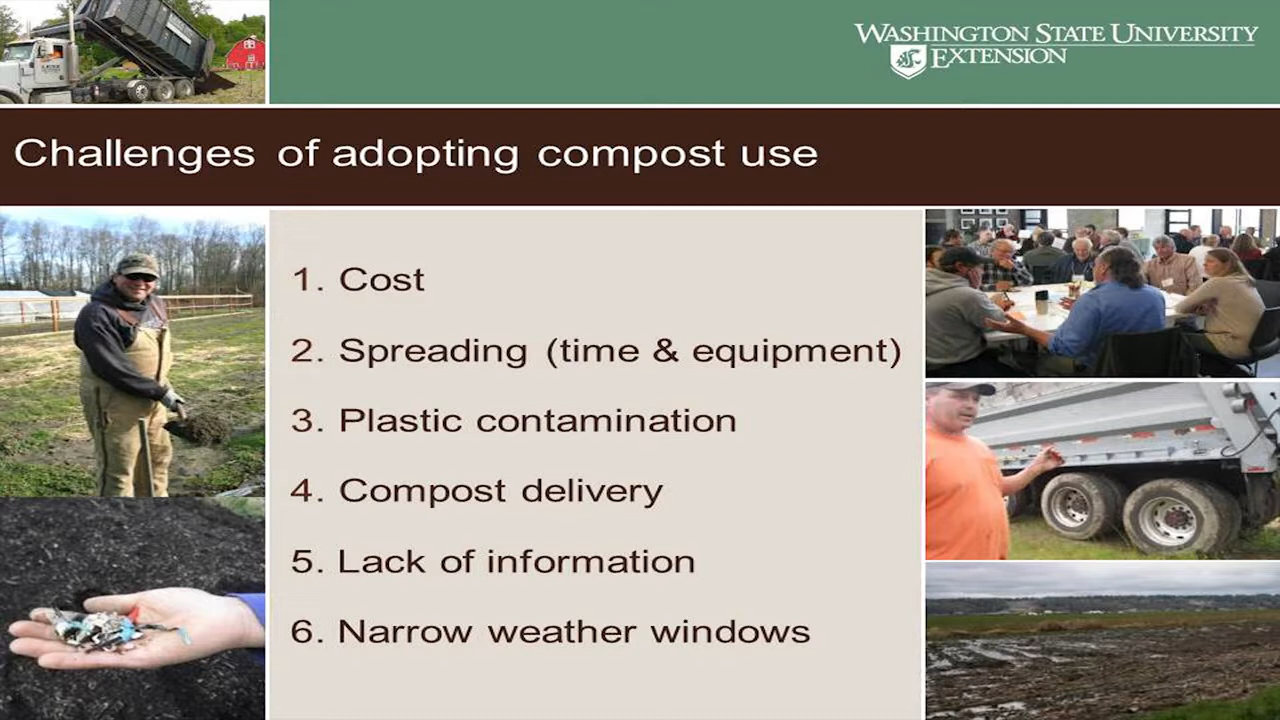 WASHINGTON STATE UNIVERSITY
EXTENSION
Challenges of adopting compost use
1. Cost
2. Spreading (time & equipment)
3. Plastic contamination
4. Compost delivery
5. Lack of information
6. Narrow weather windows